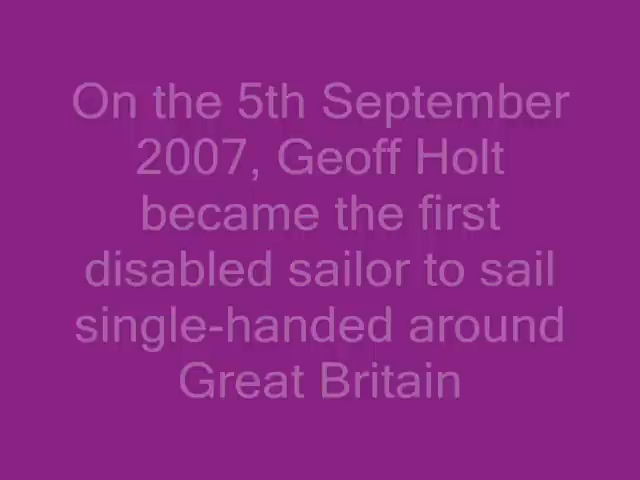 On the 5th September
2007, Geoff Holt
became the first
disabled sailor to sail
single-handed around
Great Britain